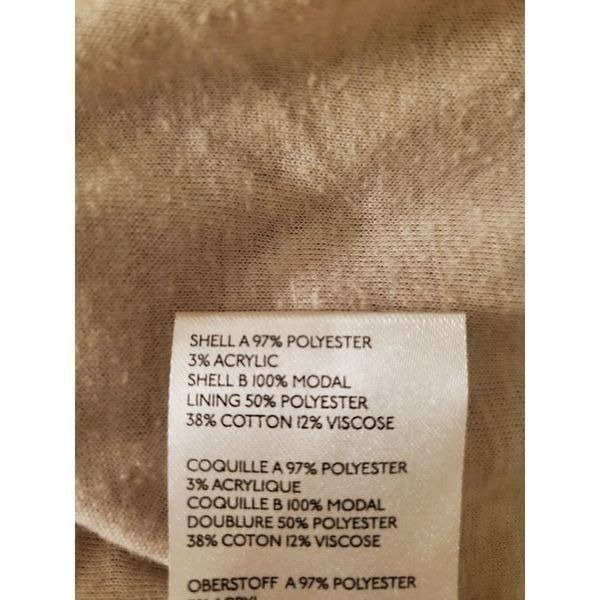 SHELL A 97% POLYESTER
3% ACRYLIC
SHELL B 100% MODAL
LINING 50% POLYESTER
38% COTTON 12% VISCOSE
COQUILLE A 97% POLYESTER
3% ACRYLIQUE
COQUILLE B 100% MODAL
DOUBLURE 50% POLYESTER
38% COTON 12% VISCOSE
OBERSTOFF A 97% POLYESTER